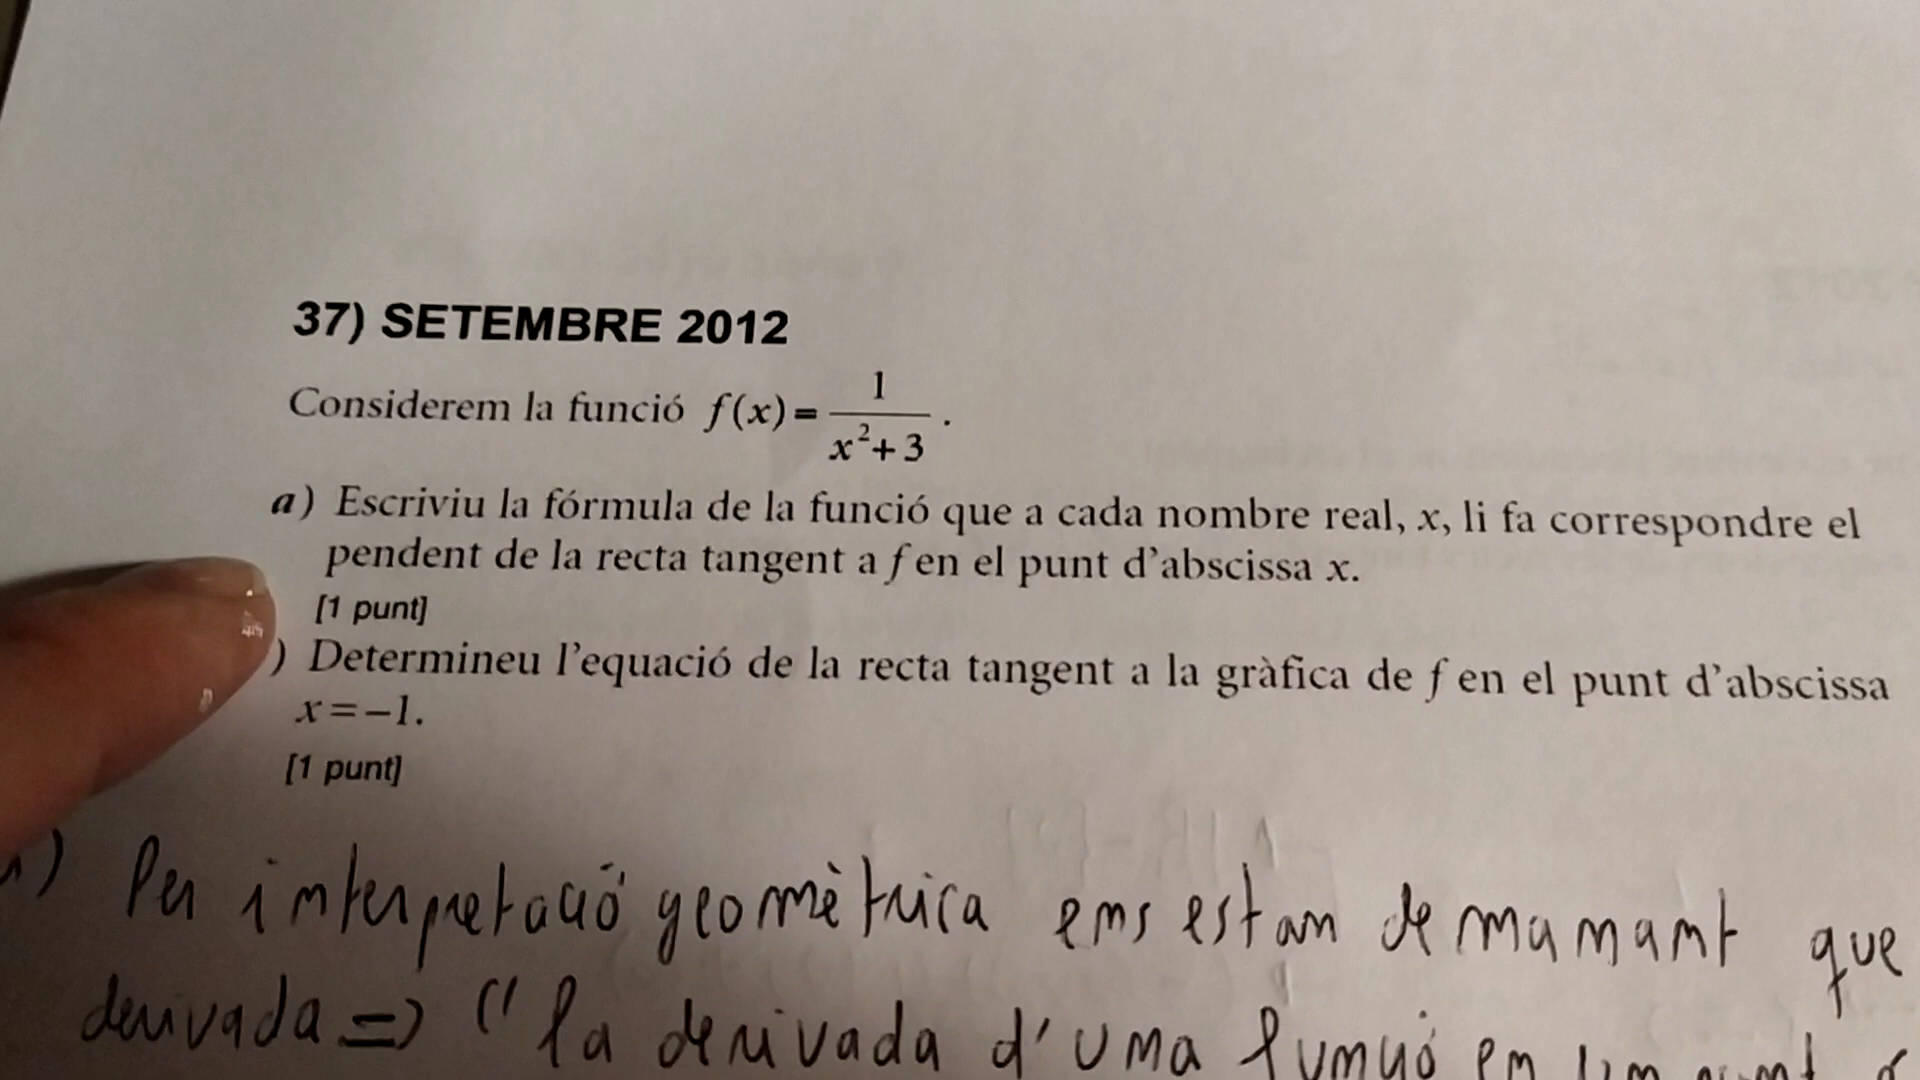 37) SETEMBRE 2012
Considerem la funció f(x) = 1 / (x² + 3) .
a) Escriviu la fórmula de la funció que a cada nombre real, x, li fa correspondre el
pendent de la recta tangent a f en el punt d'abscissa x.
[1 punt]
) Determineu l'equació de la recta tangent a la gràfica de f en el punt d'abscissa
x = –1.
[1 punt]
) Per interpretació geomètrica ens estan demanant que
derivada => " la derivada d'una funció en un punt